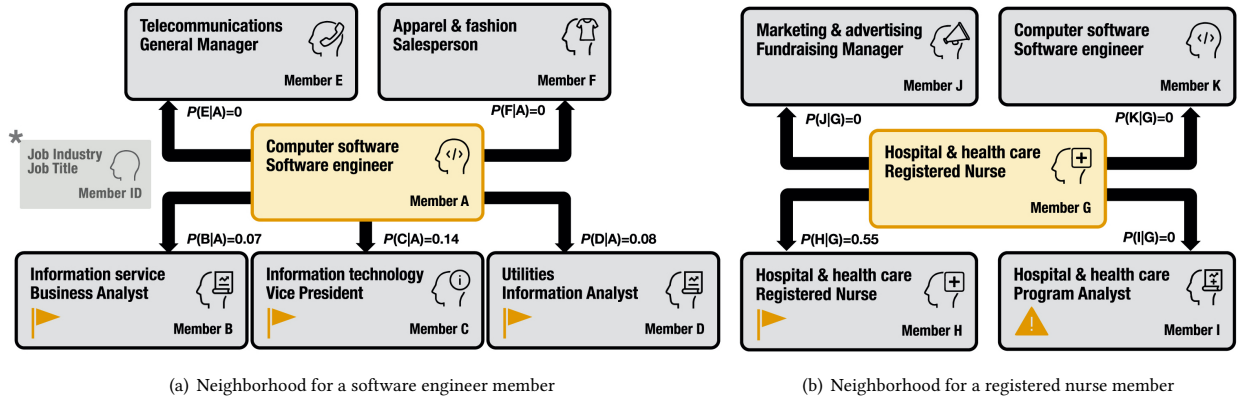 Telecommunications
General Manager
Member E
Apparel & fashion
Salesperson
Member F
P(E|A)=0
P(F|A)=0
*
Job Industry
Job Title
Member ID
Computer software
Software engineer
</>
Member A
P(B|A)=0.07
P(C|A)=0.14
P(D|A)=0.08
Information service
Business Analyst
Member B
Information technology
Vice President
i
Member C
Utilities
Information Analyst
Member D
(a) Neighborhood for a software engineer member
Marketing & advertising
Fundraising Manager
Member J
Computer software
Software engineer
</>
Member K
P(J|G)=0
P(K|G)=0
Hospital & health care
Registered Nurse
Member G
P(H|G)=0.55
P(I|G)=0
Hospital & health care
Registered Nurse
Member H
Hospital & health care
Program Analyst
!
Member I
(b) Neighborhood for a registered nurse member